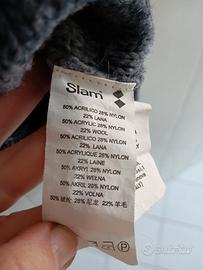 Slam
50% ACRILICO 28% NYLON
22% LANA
50% ACRYLIC 28% NYLON
22% WOOL
50% ACRILICO 28% NYLON
22% LANA
50% ACRYLIQUE 28% NYLON
22% LAINE
50% AKRYL 28% NYLON
22% WEŁNA
50% AKRIL 28% NYLON
22% VOLNA
50% 28% 尼龙 22% 羊毛
P
subito